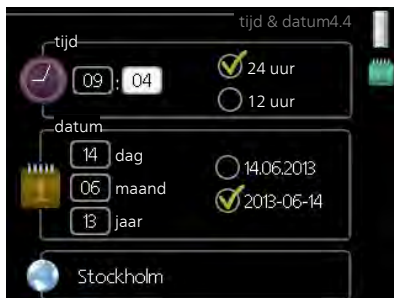 tijd & datum4.4
tijd
09 : 04
24 uur
12 uur
datum
14 dag
06 maand
13 jaar
14.06.2013
2013-06-14
Stockholm